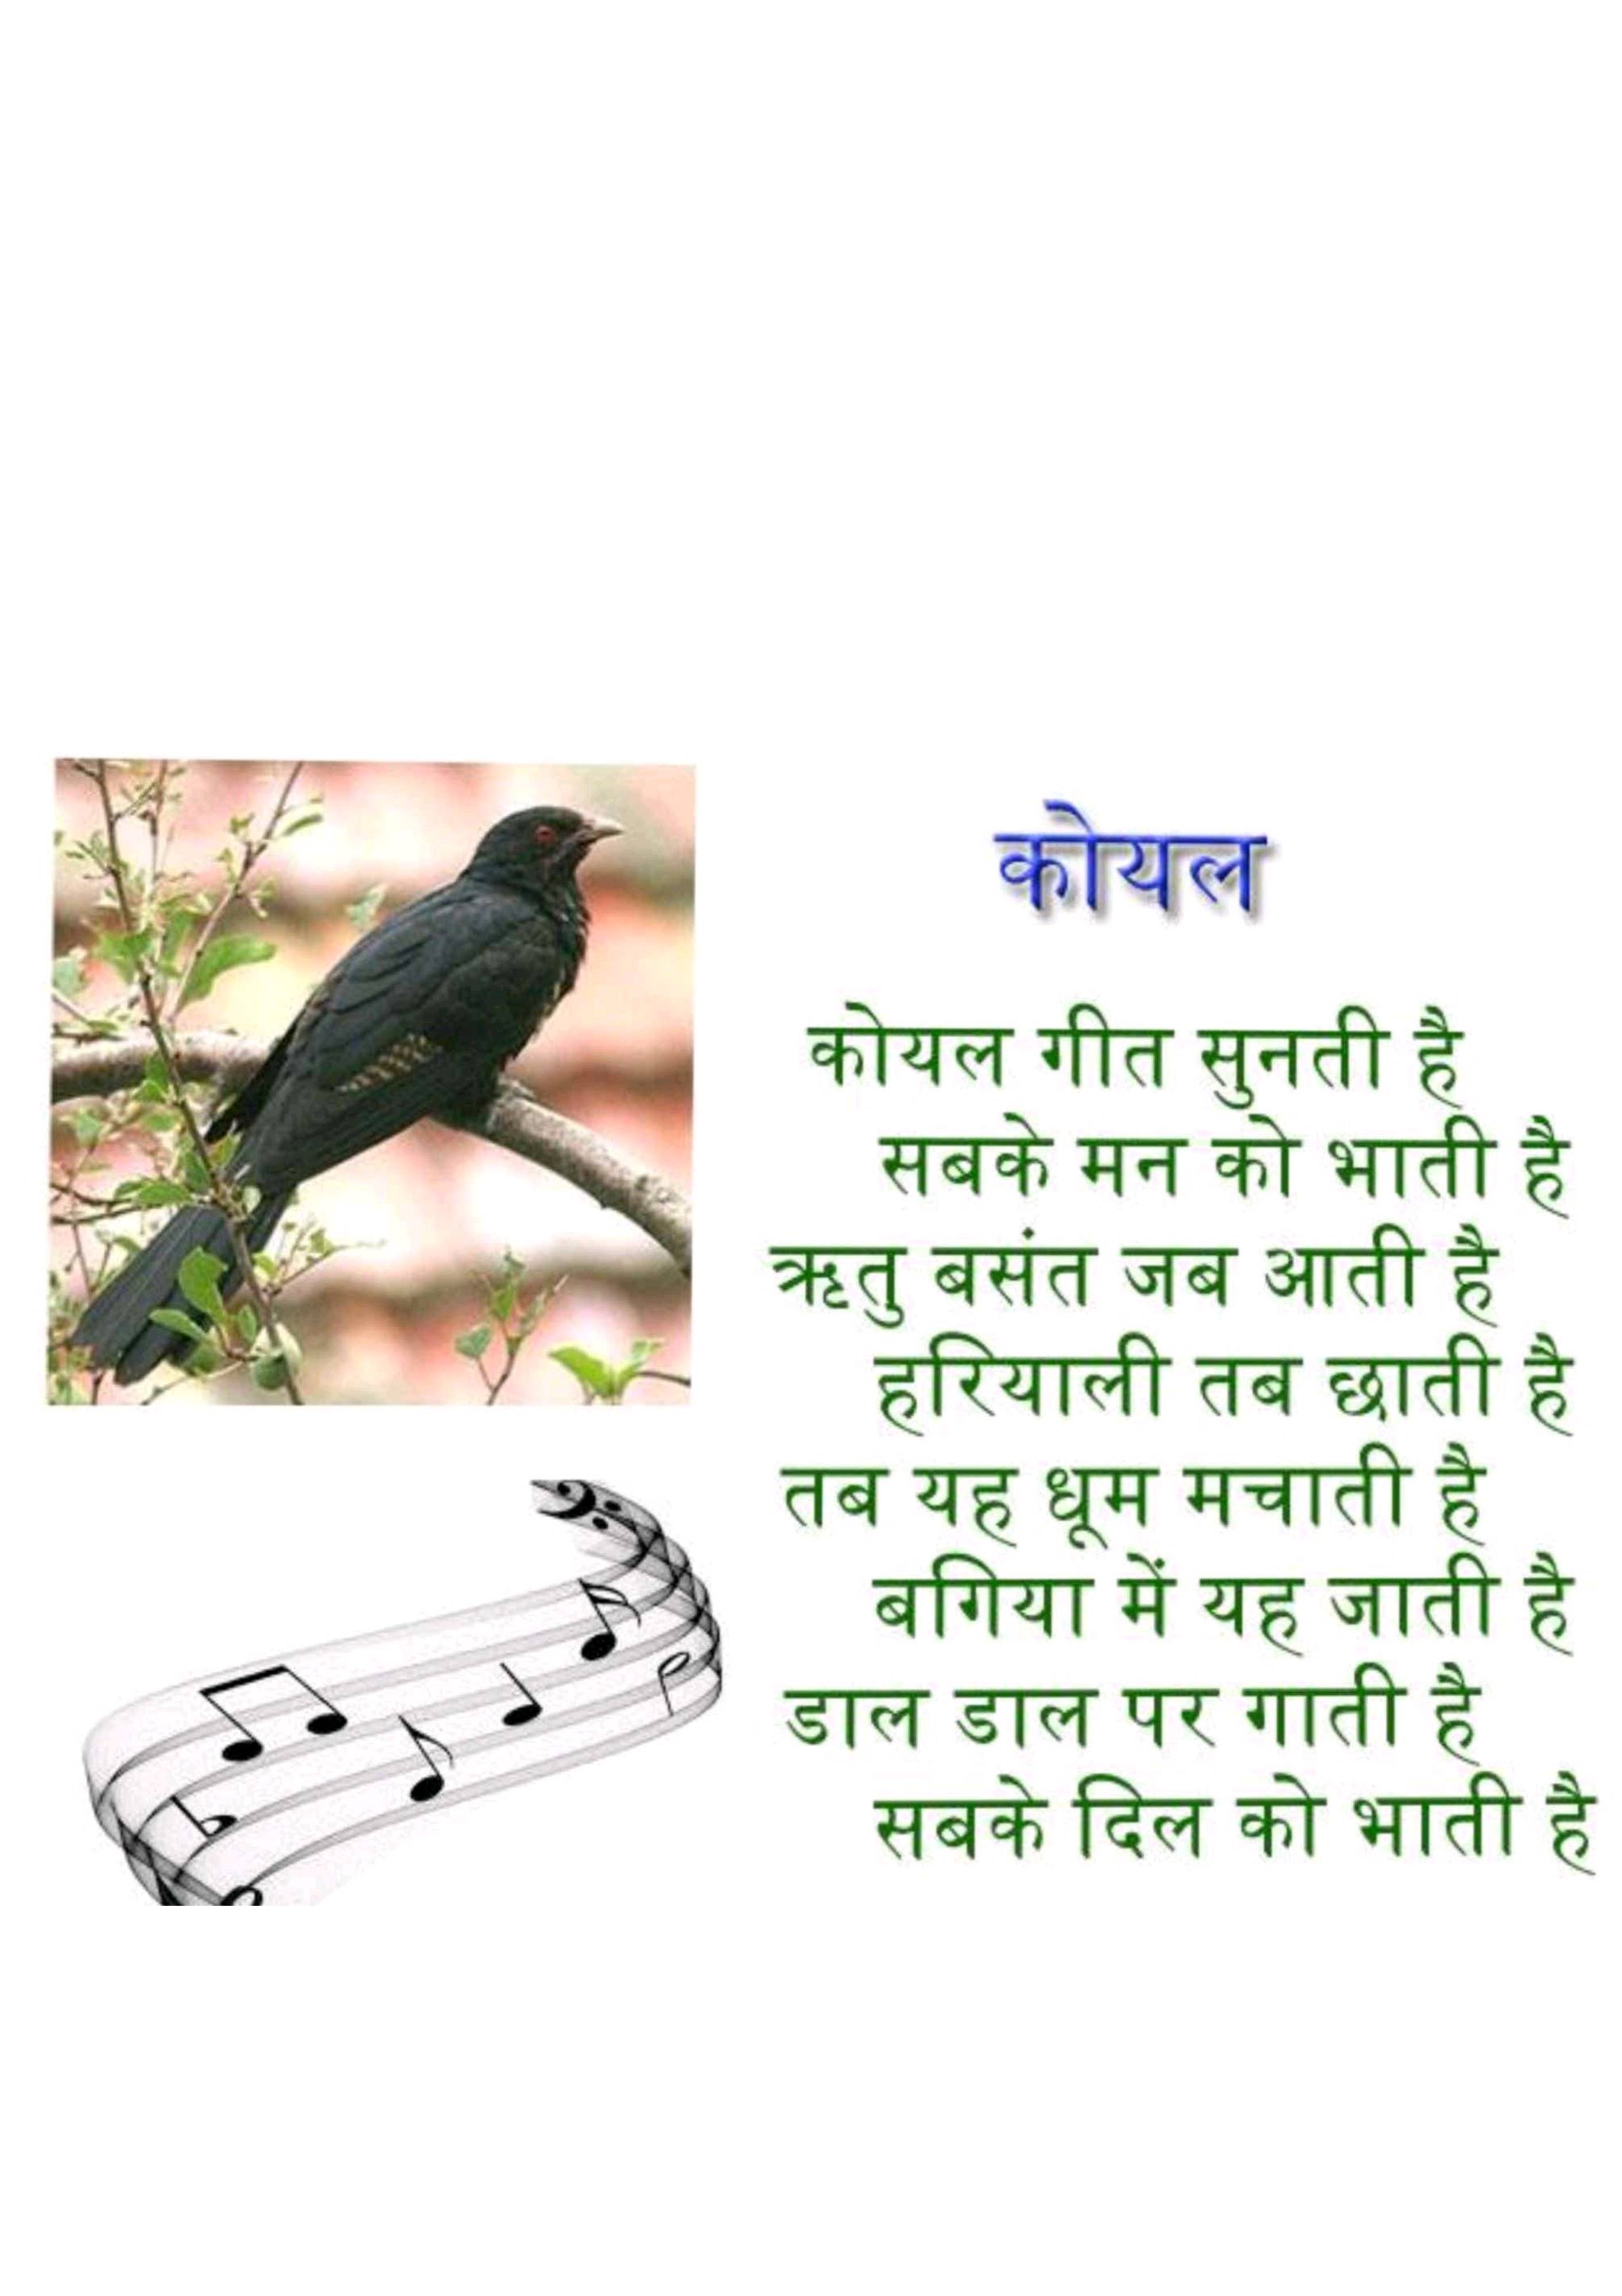 कोयल
कोयल गीत सुनती है
सबके मन को भाती है
ऋतु बसंत जब आती है
हरियाली तब छाती है
तब यह धूम मचाती है
बगिया में यह जाती है
डाल डाल पर गाती है
सबके दिल को भाती है